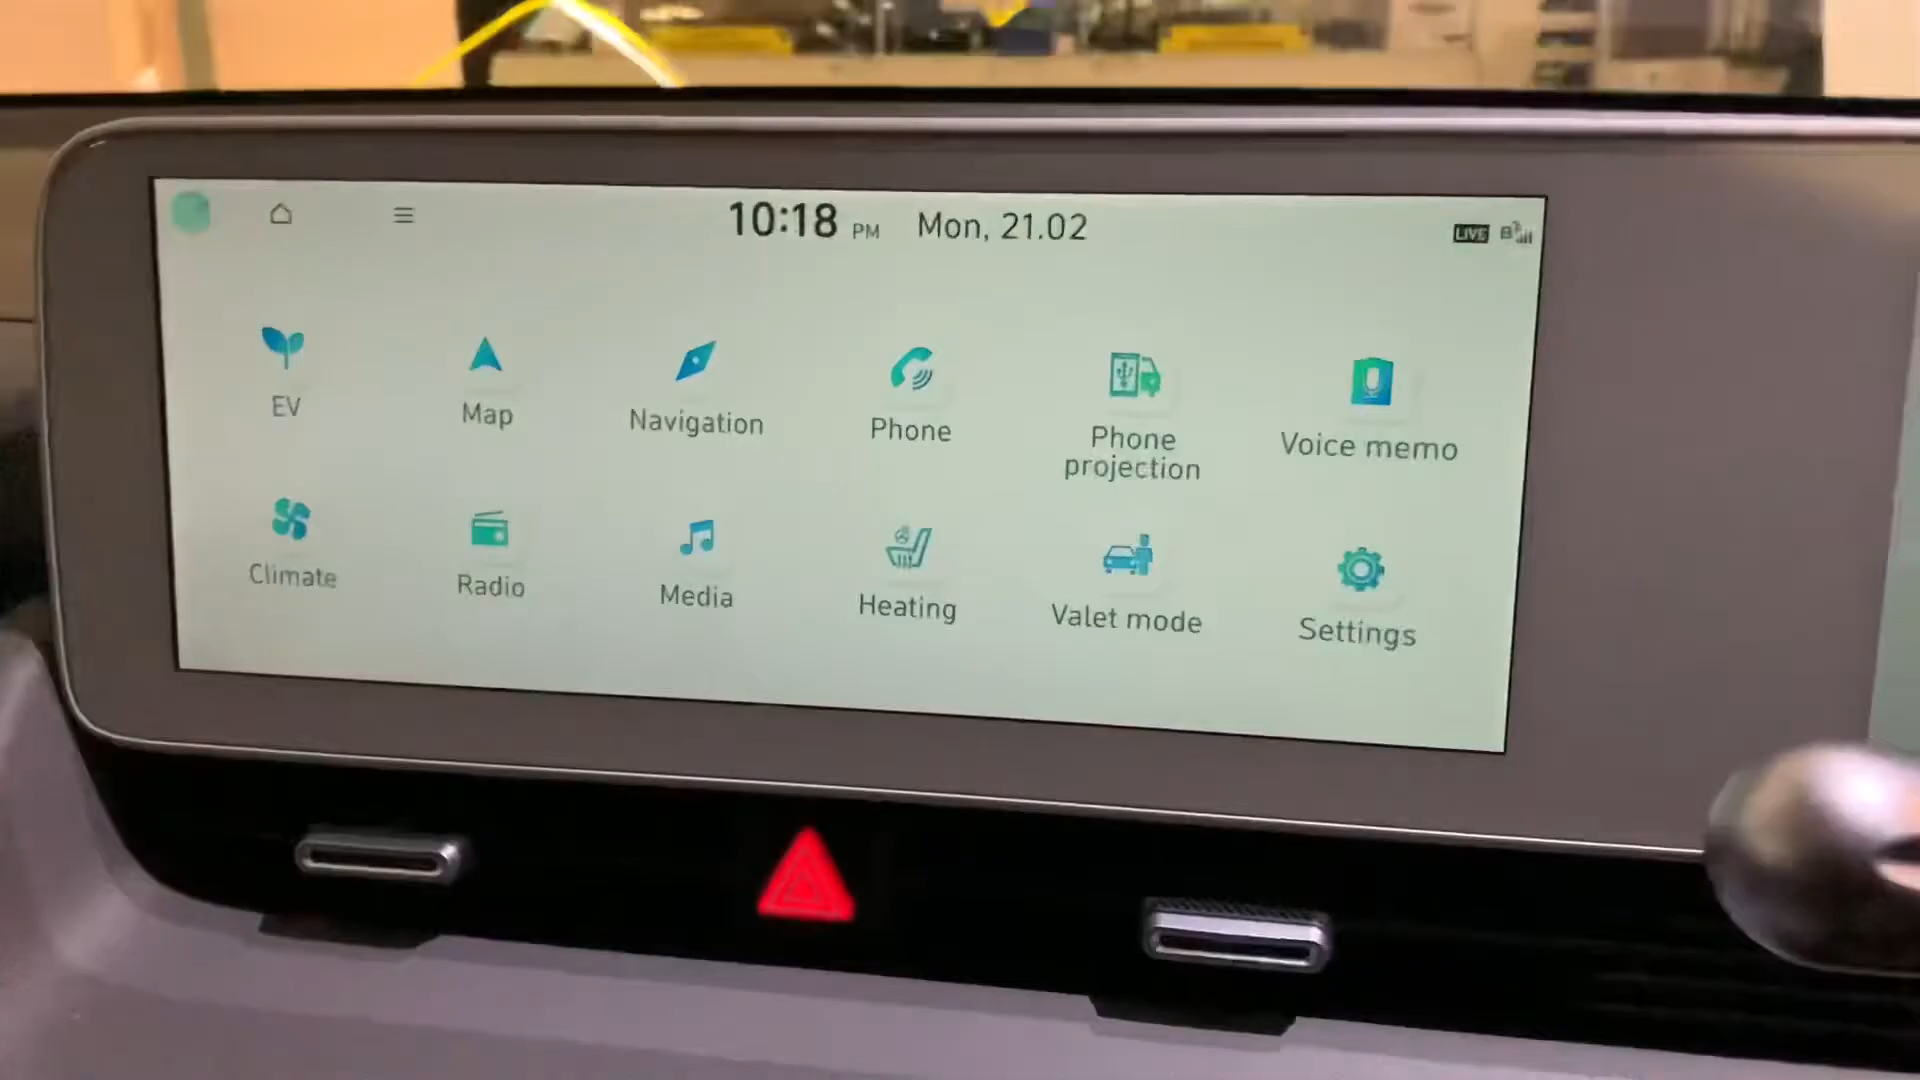 10:18 PM Mon, 21.02
LIVE
EV
Map
Navigation
Phone
Phone
projection
Voice memo
Climate
Radio
Media
Heating
Valet mode
Settings